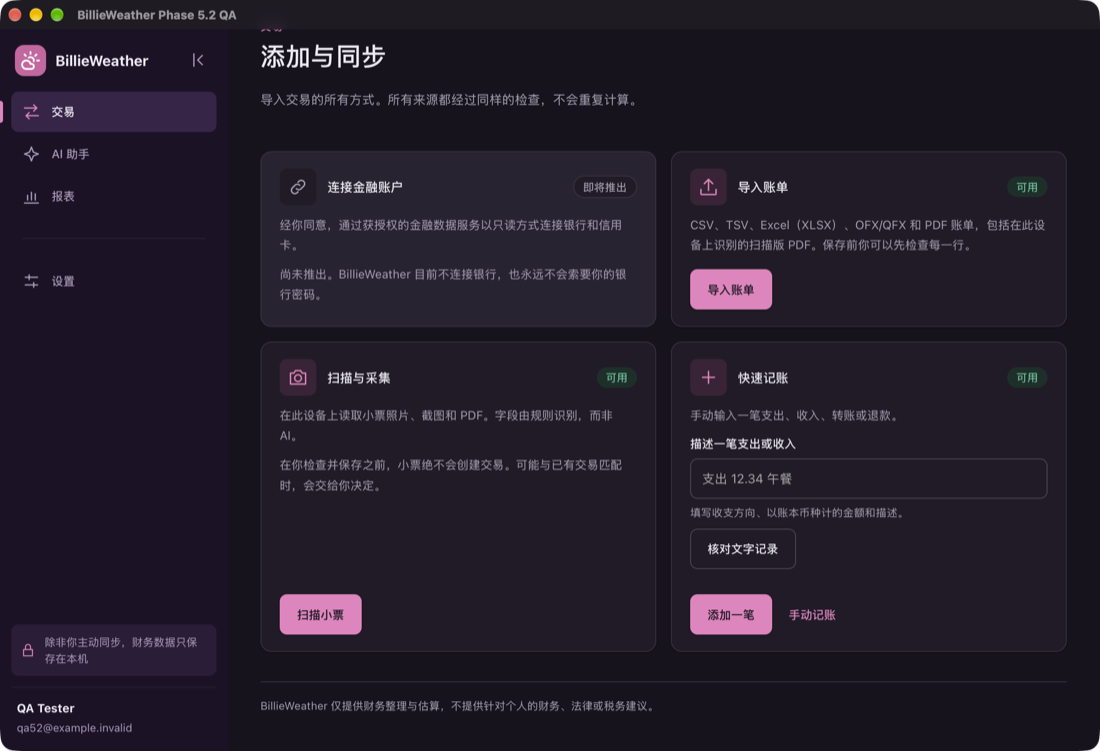 BillieWeather Phase 5.2 QA
BillieWeather
交易
AI 助手
报表
设置
除非你主动同步，财务数据只保
存在本机
QA Tester
qa52@example.invalid
添加与同步
导入交易的所有方式。所有来源都经过同样的检查，不会重复计算。
连接金融账户
即将推出
经你同意，通过获授权的金融数据服务以只读方式连接银行和信用
卡。
尚未推出。BillieWeather 目前不连接银行，也永远不会索要你的银
行密码。
导入账单
可用
CSV、TSV、Excel（XLSX）、OFX/QFX 和 PDF 账单，包括在此设
备上识别的扫描版 PDF。保存前你可以先检查每一行。
导入账单
扫描与采集
可用
在此设备上读取小票照片、截图和 PDF。字段由规则识别，而非
AI。
在你检查并保存之前，小票绝不会创建交易。可能与已有交易匹配
时，会交给你决定。
扫描小票
快速记账
可用
手动输入一笔支出、收入、转账或退款。
描述一笔支出或收入
支出 12.34 午餐
填写收支方向、以账本币种计的金额和描述。
核对文字记录
添加一笔
手动记账
BillieWeather 仅提供财务整理与估算，不提供针对个人的财务、法律或税务建议。